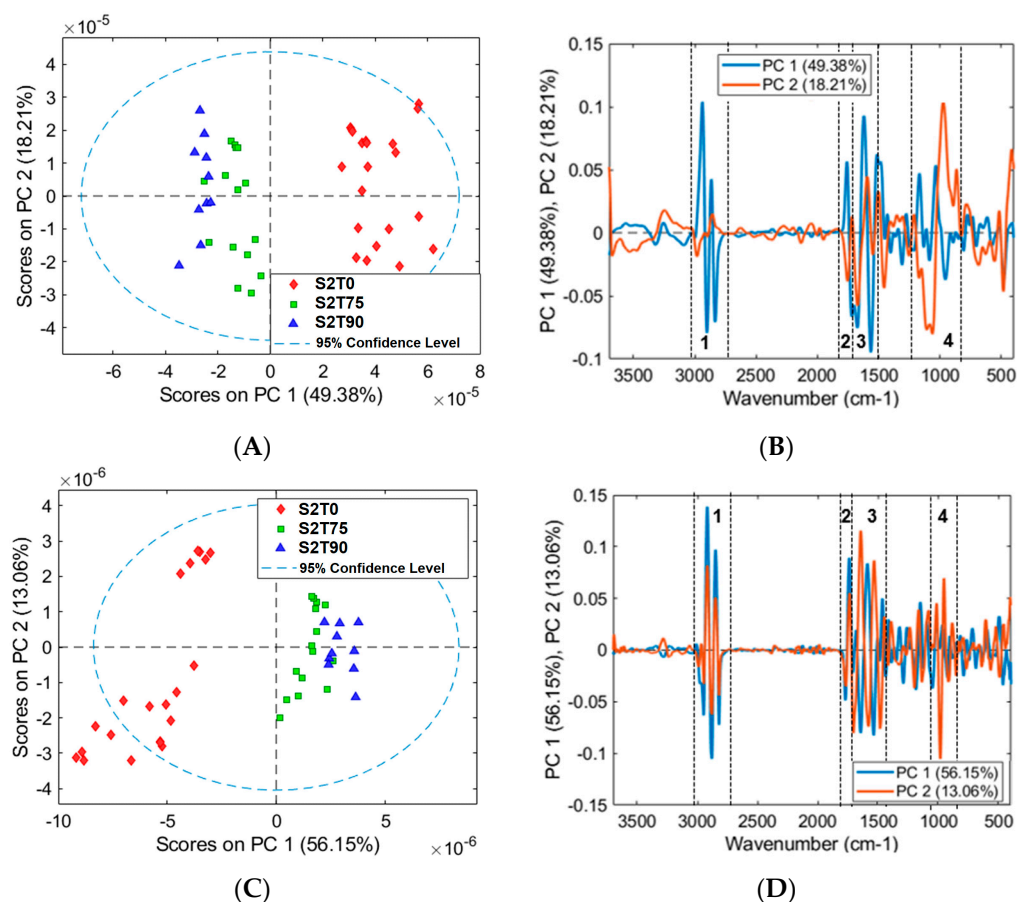 ×10⁻⁵
Scores on PC 2 (18.21%)
4
3
2
1
0
-1
-2
-3
-4
S2T0
S2T75
S2T90
95% Confidence Level
-6 -4 -2 0 2 4 6 8
Scores on PC 1 (49.38%)
×10⁻⁵
(A)
PC 1 (49.38%), PC 2 (18.21%)
0.15
0.1
0.05
0
-0.05
-0.1
PC 1 (49.38%)
PC 2 (18.21%)
1 2 3 4
3500 3000 2500 2000 1500 1000 500
Wavenumber (cm-1)
(B)
×10⁻⁶
Scores on PC 2 (13.06%)
4
3
2
1
0
-1
-2
-3
-4
S2T0
S2T75
S2T90
95% Confidence Level
-10 -5 0 5
Scores on PC 1 (56.15%)
×10⁻⁶
(C)
PC 1 (56.15%), PC 2 (13.06%)
0.15
0.1
0.05
0
-0.05
-0.1
-0.15
1 2 3 4
PC 1 (56.15%)
PC 2 (13.06%)
3500 3000 2500 2000 1500 1000 500
Wavenumber (cm-1)
(D)